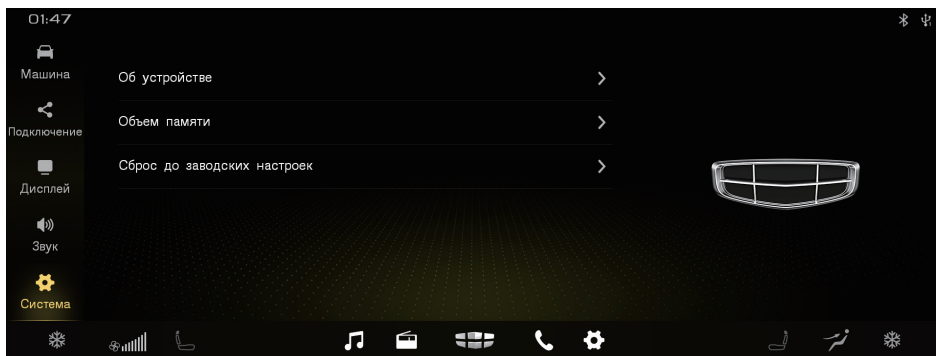 01:47
Машина
Об устройстве
Подключение
Объем памяти
Дисплей
Сброс до заводских настроек
Звук
Система